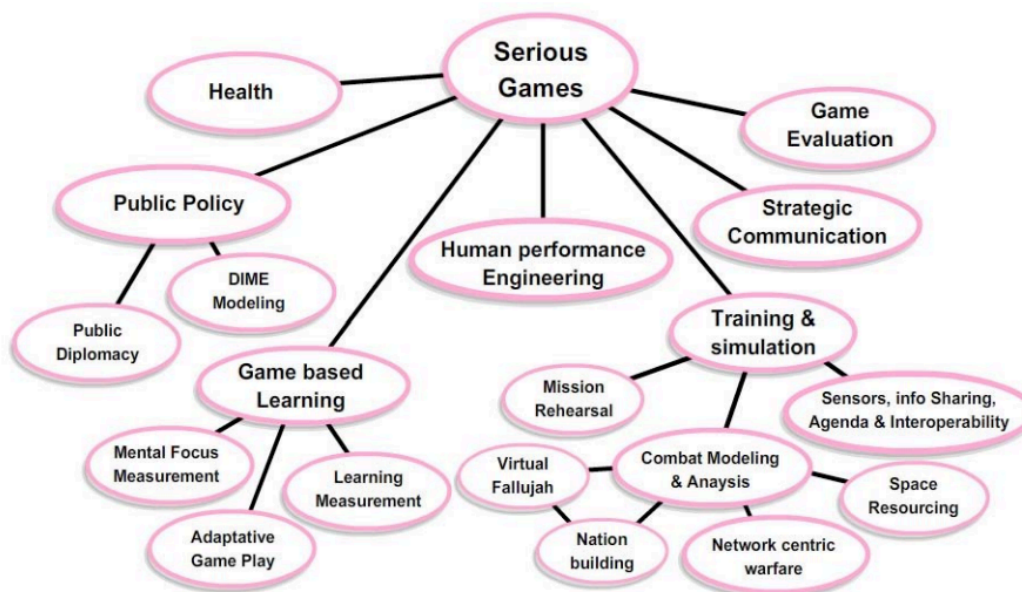 Serious
Games
Health
Game
Evaluation
Public Policy
Strategic
Communication
Human performance
Engineering
DIME
Modeling
Public
Diplomacy
Training &
simulation
Game based
Learning
Mission
Rehearsal
Sensors, info Sharing,
Agenda & Interoperability
Mental Focus
Measurement
Learning
Measurement
Adaptative
Game Play
Virtual
Fallujah
Combat Modeling
& Anaysis
Space
Resourcing
Nation
building
Network centric
warfare